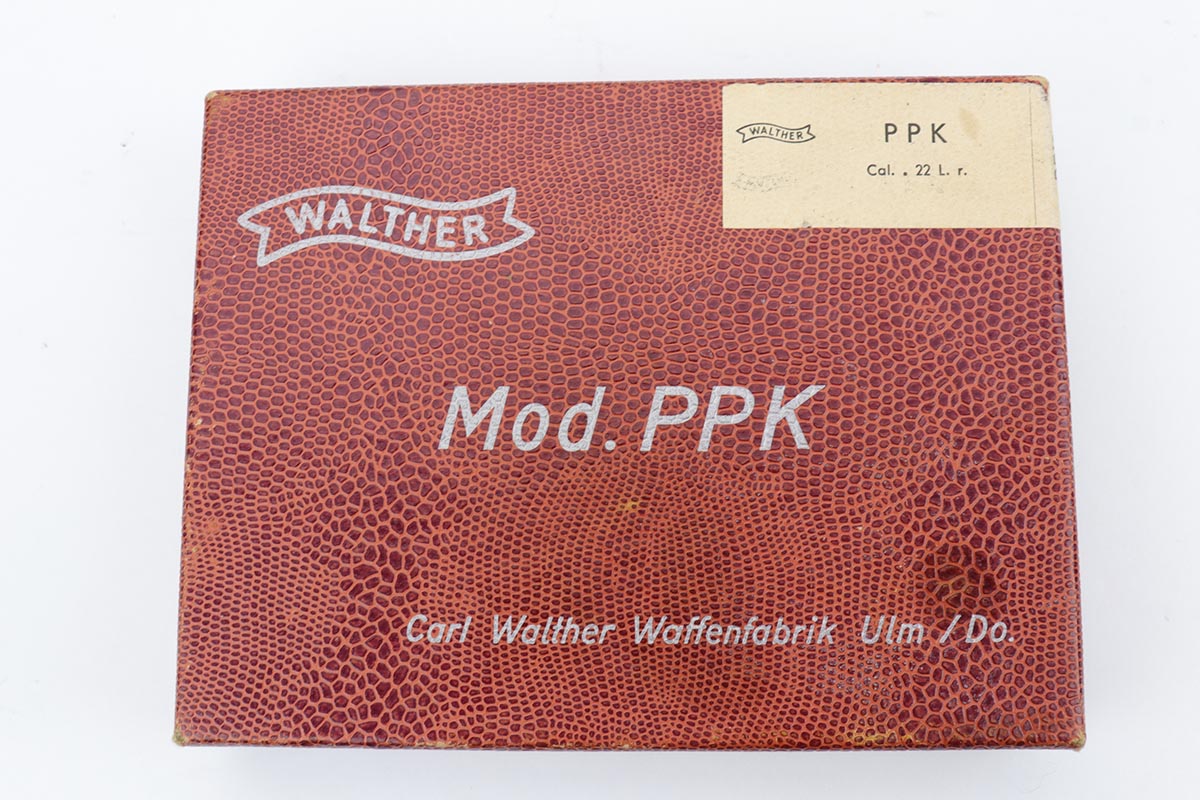 WALTHER
PPK
Cal. . 22 L. r.
WALTHER
Mod. PPK
Carl Walther Waffenfabrik Ulm /Do.